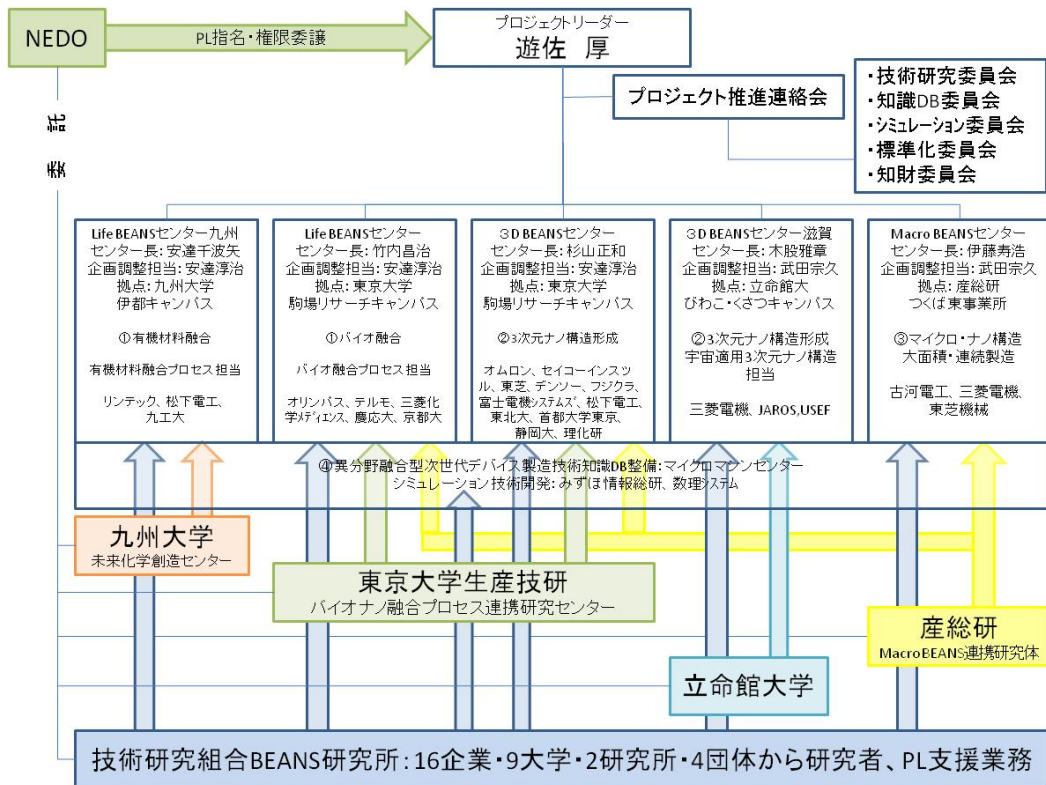 NEDO
PL指名・権限委譲
プロジェクトリーダー
遊佐 厚
委託
プロジェクト推進連絡会
・技術研究委員会
・知識DB委員会
・シミュレーション委員会
・標準化委員会
・知財委員会
Life BEANSセンター九州
センター長：安達千波矢
企画調整担当：安達淳治
拠点：九州大学
伊都キャンパス
①有機材料融合
有機材料融合プロセス担当
リンテック、松下電工、
九工大
Life BEANSセンター
センター長：竹内昌治
企画調整担当：安達淳治
拠点：東京大学
駒場リサーチキャンパス
①バイオ融合
バイオ融合プロセス担当
オリンパス、テルモ、三菱化
学メディエンス、慶応大、京都大
3D BEANSセンター
センター長：杉山正和
企画調整担当：安達淳治
拠点：東京大学
駒場リサーチキャンパス
②3次元ナノ構造形成
オムロン、セイコーインスツ
ル、東芝、デンソー、フジクラ、
富士電機システムズ、松下電工、
東北大、首都大学東京、
静岡大、理化研
3D BEANSセンター滋賀
センター長：木股雅章
企画調整担当：武田宗久
拠点：立命館大
びわこ・くさつキャンパス
②3次元ナノ構造形成
宇宙適用3次元ナノ構造
担当
三菱電機、JAROS,USEF
Macro BEANSセンター
センター長：伊藤寿浩
企画調整担当：武田宗久
拠点：産総研
つくば東事業所
③マイクロ・ナノ構造
大面積・連続製造
古河電工、三菱電機、
東芝機械
④異分野融合型次世代デバイス製造技術知識DB整備：マイクロマシンセンター
シミュレーション技術開発：みずほ情報総研、数理システム
九州大学
未来化学創造センター
東京大学生産技研
バイオナノ融合プロセス連携研究センター
産総研
MacroBEANS連携研究体
立命館大学
技術研究組合BEANS研究所：16企業・9大学・2研究所・4団体から研究者、PL支援業務